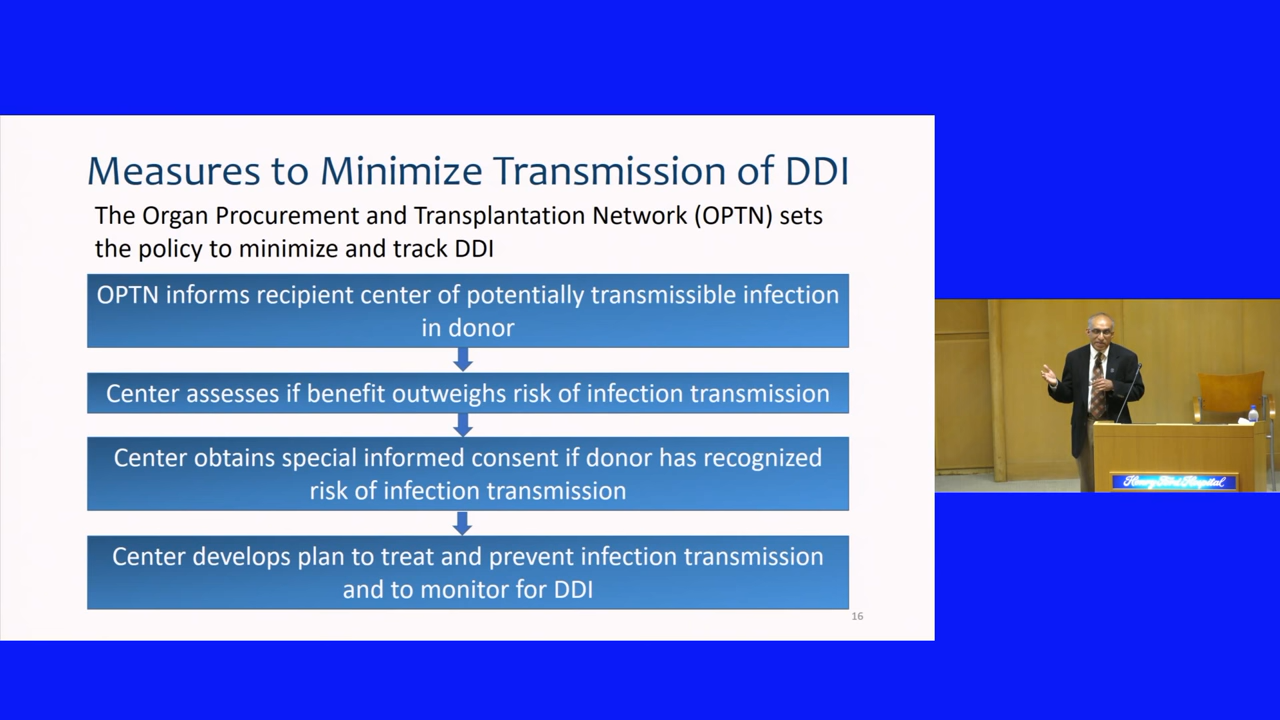 Measures to Minimize Transmission of DDI
The Organ Procurement and Transplantation Network (OPTN) sets
the policy to minimize and track DDI
OPTN informs recipient center of potentially transmissible infection
in donor
Center assesses if benefit outweighs risk of infection transmission
Center obtains special informed consent if donor has recognized
risk of infection transmission
Center develops plan to treat and prevent infection transmission
and to monitor for DDI
16
Henry Ford Hospital